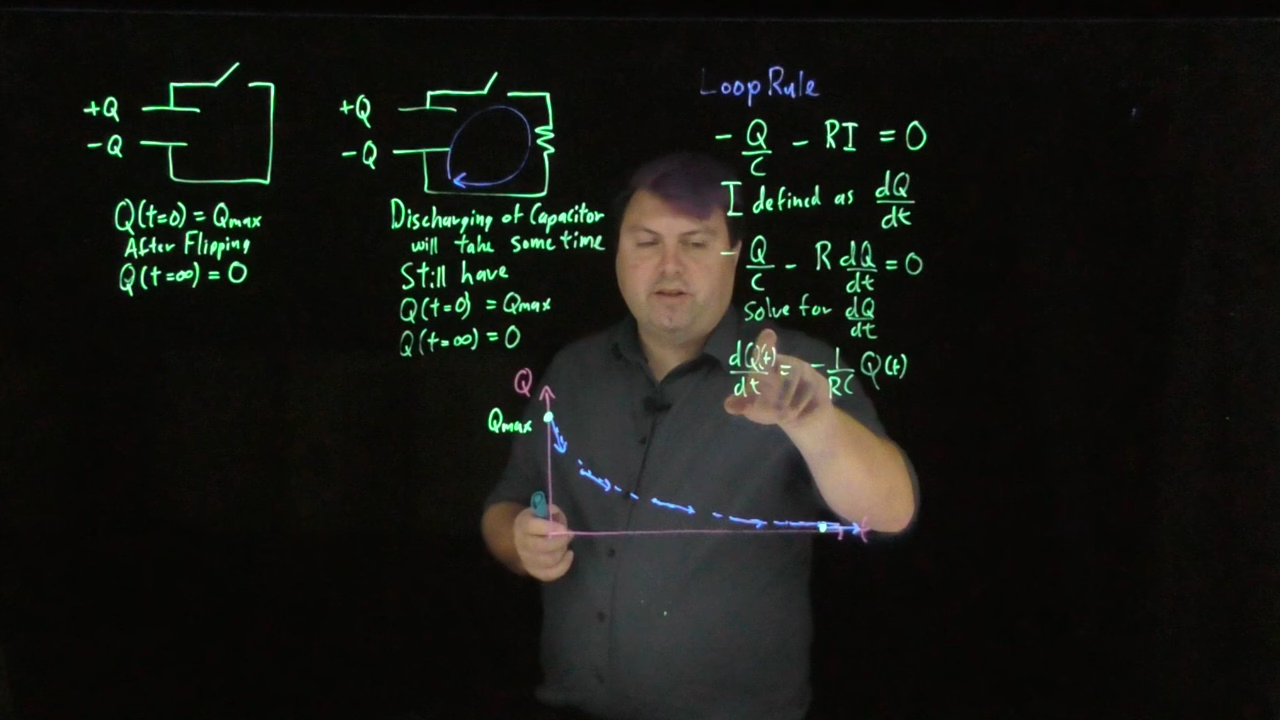 +Q
-Q
Q(t=0) = Qmax
After Flipping
Q(t=∞) = 0
+Q
-Q
Discharging of Capacitor
will take some time
Still have
Q(t=0) = Qmax
Q(t=∞) = 0
Q
Qmax
t
Loop Rule
- Q/C - RI = 0
I defined as dQ/dt
- Q/C - R dQ/dt = 0
Solve for dQ/dt
dQ(t)/dt = - 1/RC Q(t)